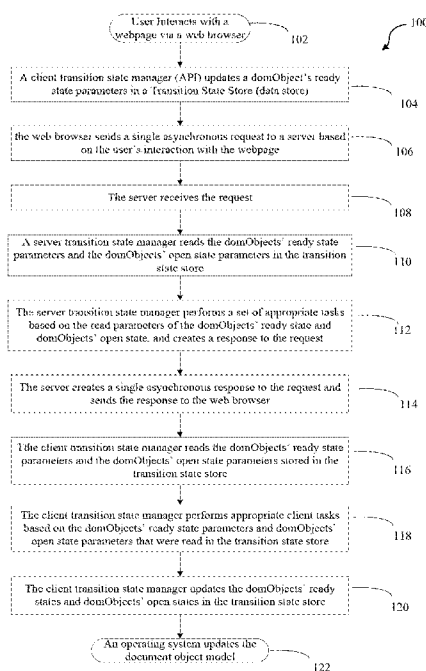 User Interacts with a
webpage via a web browser
100
102
A client transition state manager (API) updates a domObject's ready
state parameters in a Transition State Store (data store)
104
the web browser sends a single asynchronous request to a server based
on the user's interaction with the webpage
106
The server receives the request
108
A server transition state manager reads the domObjects' ready state
parameters and the domObjects' open state parameters in the transition
state store
110
The server transition state manager performs a set of appropriate tasks
based on the read parameters of the domObjects' ready state and
domObjects' open state, and creates a response to the request
112
The server creates a single asynchronous response to the request and
sends the response to the web browser
114
The client transition state manager reads the domObjects' ready state
parameters and the domObjects' open state parameters stored in the
transition state store
116
The client transition state manager performs appropriate client tasks
based on the domObjects' ready state parameters and domObjects'
open state parameters that were read in the transition state store
118
The client transition state manager updates the domObjects' ready
states and domObjects' open states in the transition state store
120
An operating system updates the
document object model
122